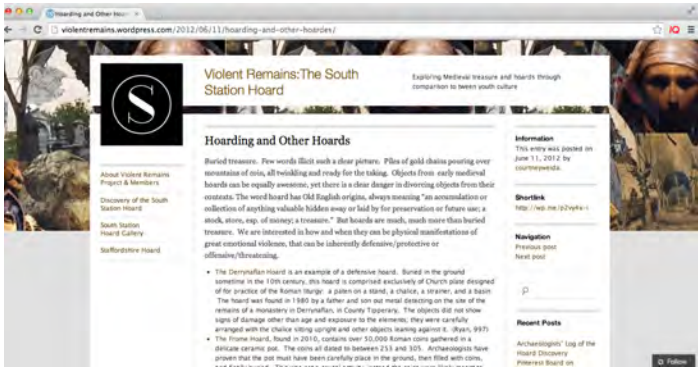 Hoarding and Other Hoar
violentremains.wordpress.com/2012/06/11/hoarding-and-other-hoardes/
S
Violent Remains:The South
Station Hoard
Exploring Medieval treasure and hoards through
comparison to tween youth culture
About Violent Remains
Project & Members
Discovery of the South
Station Hoard
South Station
Hoard Gallery
Staffordshire Hoard
Hoarding and Other Hoards
Buried treasure. Few words illicit such a clear picture. Piles of gold chains pouring over
mountains of coin, all twinkling and ready for the taking. Objects from early medieval
hoards can be equally awesome, yet there is a clear danger in divorcing objects from their
contexts. The word hoard has Old English origins, always meaning "an accumulation or
collection of anything valuable hidden away or laid by for preservation or future use; a
stock, store, esp. of money; a treasure." But hoards are much, much more than buried
treasure. We are interested in how and when they can be physical manifestations of
great emotional violence, that can be inherently defensive/protective or
offensive/threatening.
• The Derrynaflan Hoard is an example of a defensive hoard. Buried in the ground
sometime in the 10th century, this hoard is comprised exclusively of Church plate designed
of for practice of the Roman liturgy: a paten on a stand, a chalice, a strainer, and a basin.
The hoard was found in 1980 by a father and son out metal detecting on the site of the
remains of a monastery in Derrynaflan, in County Tipperary. The objects did not show
signs of damage other than age and exposure to the elements; they were carefully
arranged with the chalice sitting upright and other objects leaning against it. (Ryan, 997)
• The Frome Hoard, found in 2010, contains over 50,000 Roman coins gathered in a
delicate ceramic pot. The coins all dated to between 253 and 305. Archaeologists have
proven that the pot must have been carefully place in the ground, then filled with coins,
Information
This entry was posted on
June 11, 2012 by
courtneyweida.
Shortlink
Navigation
Previous post
Next post
Recent Posts
Archaeologists' Log of the
Hoard Discovery
Pinterest Board on
Follow